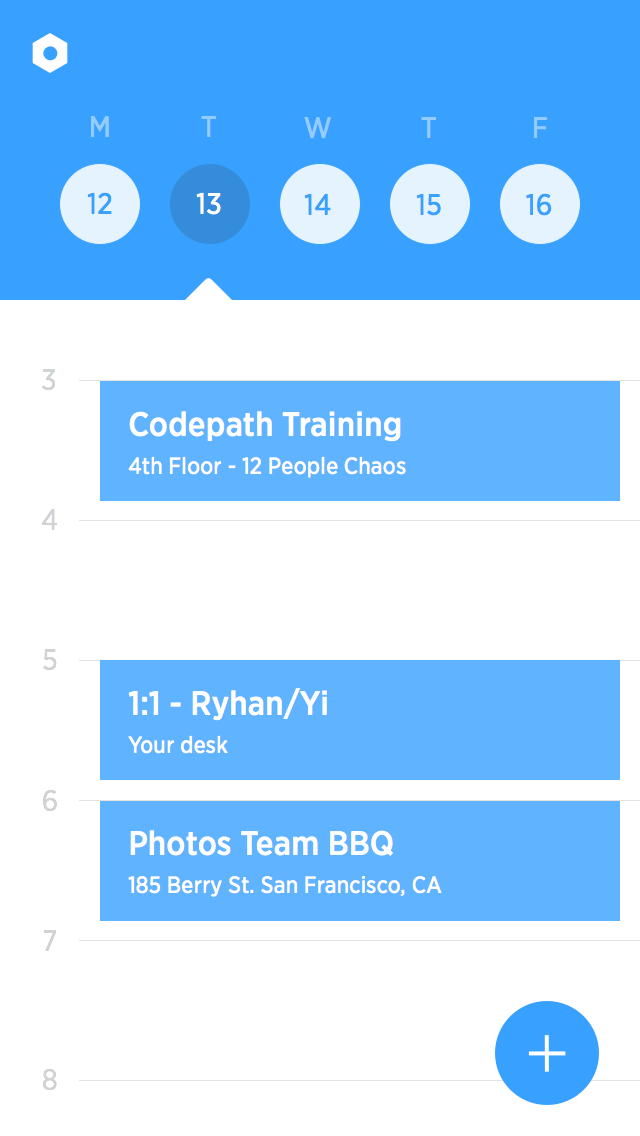 M T W T F
12 13 14 15 16
3
Codepath Training
4th Floor - 12 People Chaos
4
5
1:1 - Ryhan/Yi
Your desk
6
Photos Team BBQ
185 Berry St. San Francisco, CA
7
8